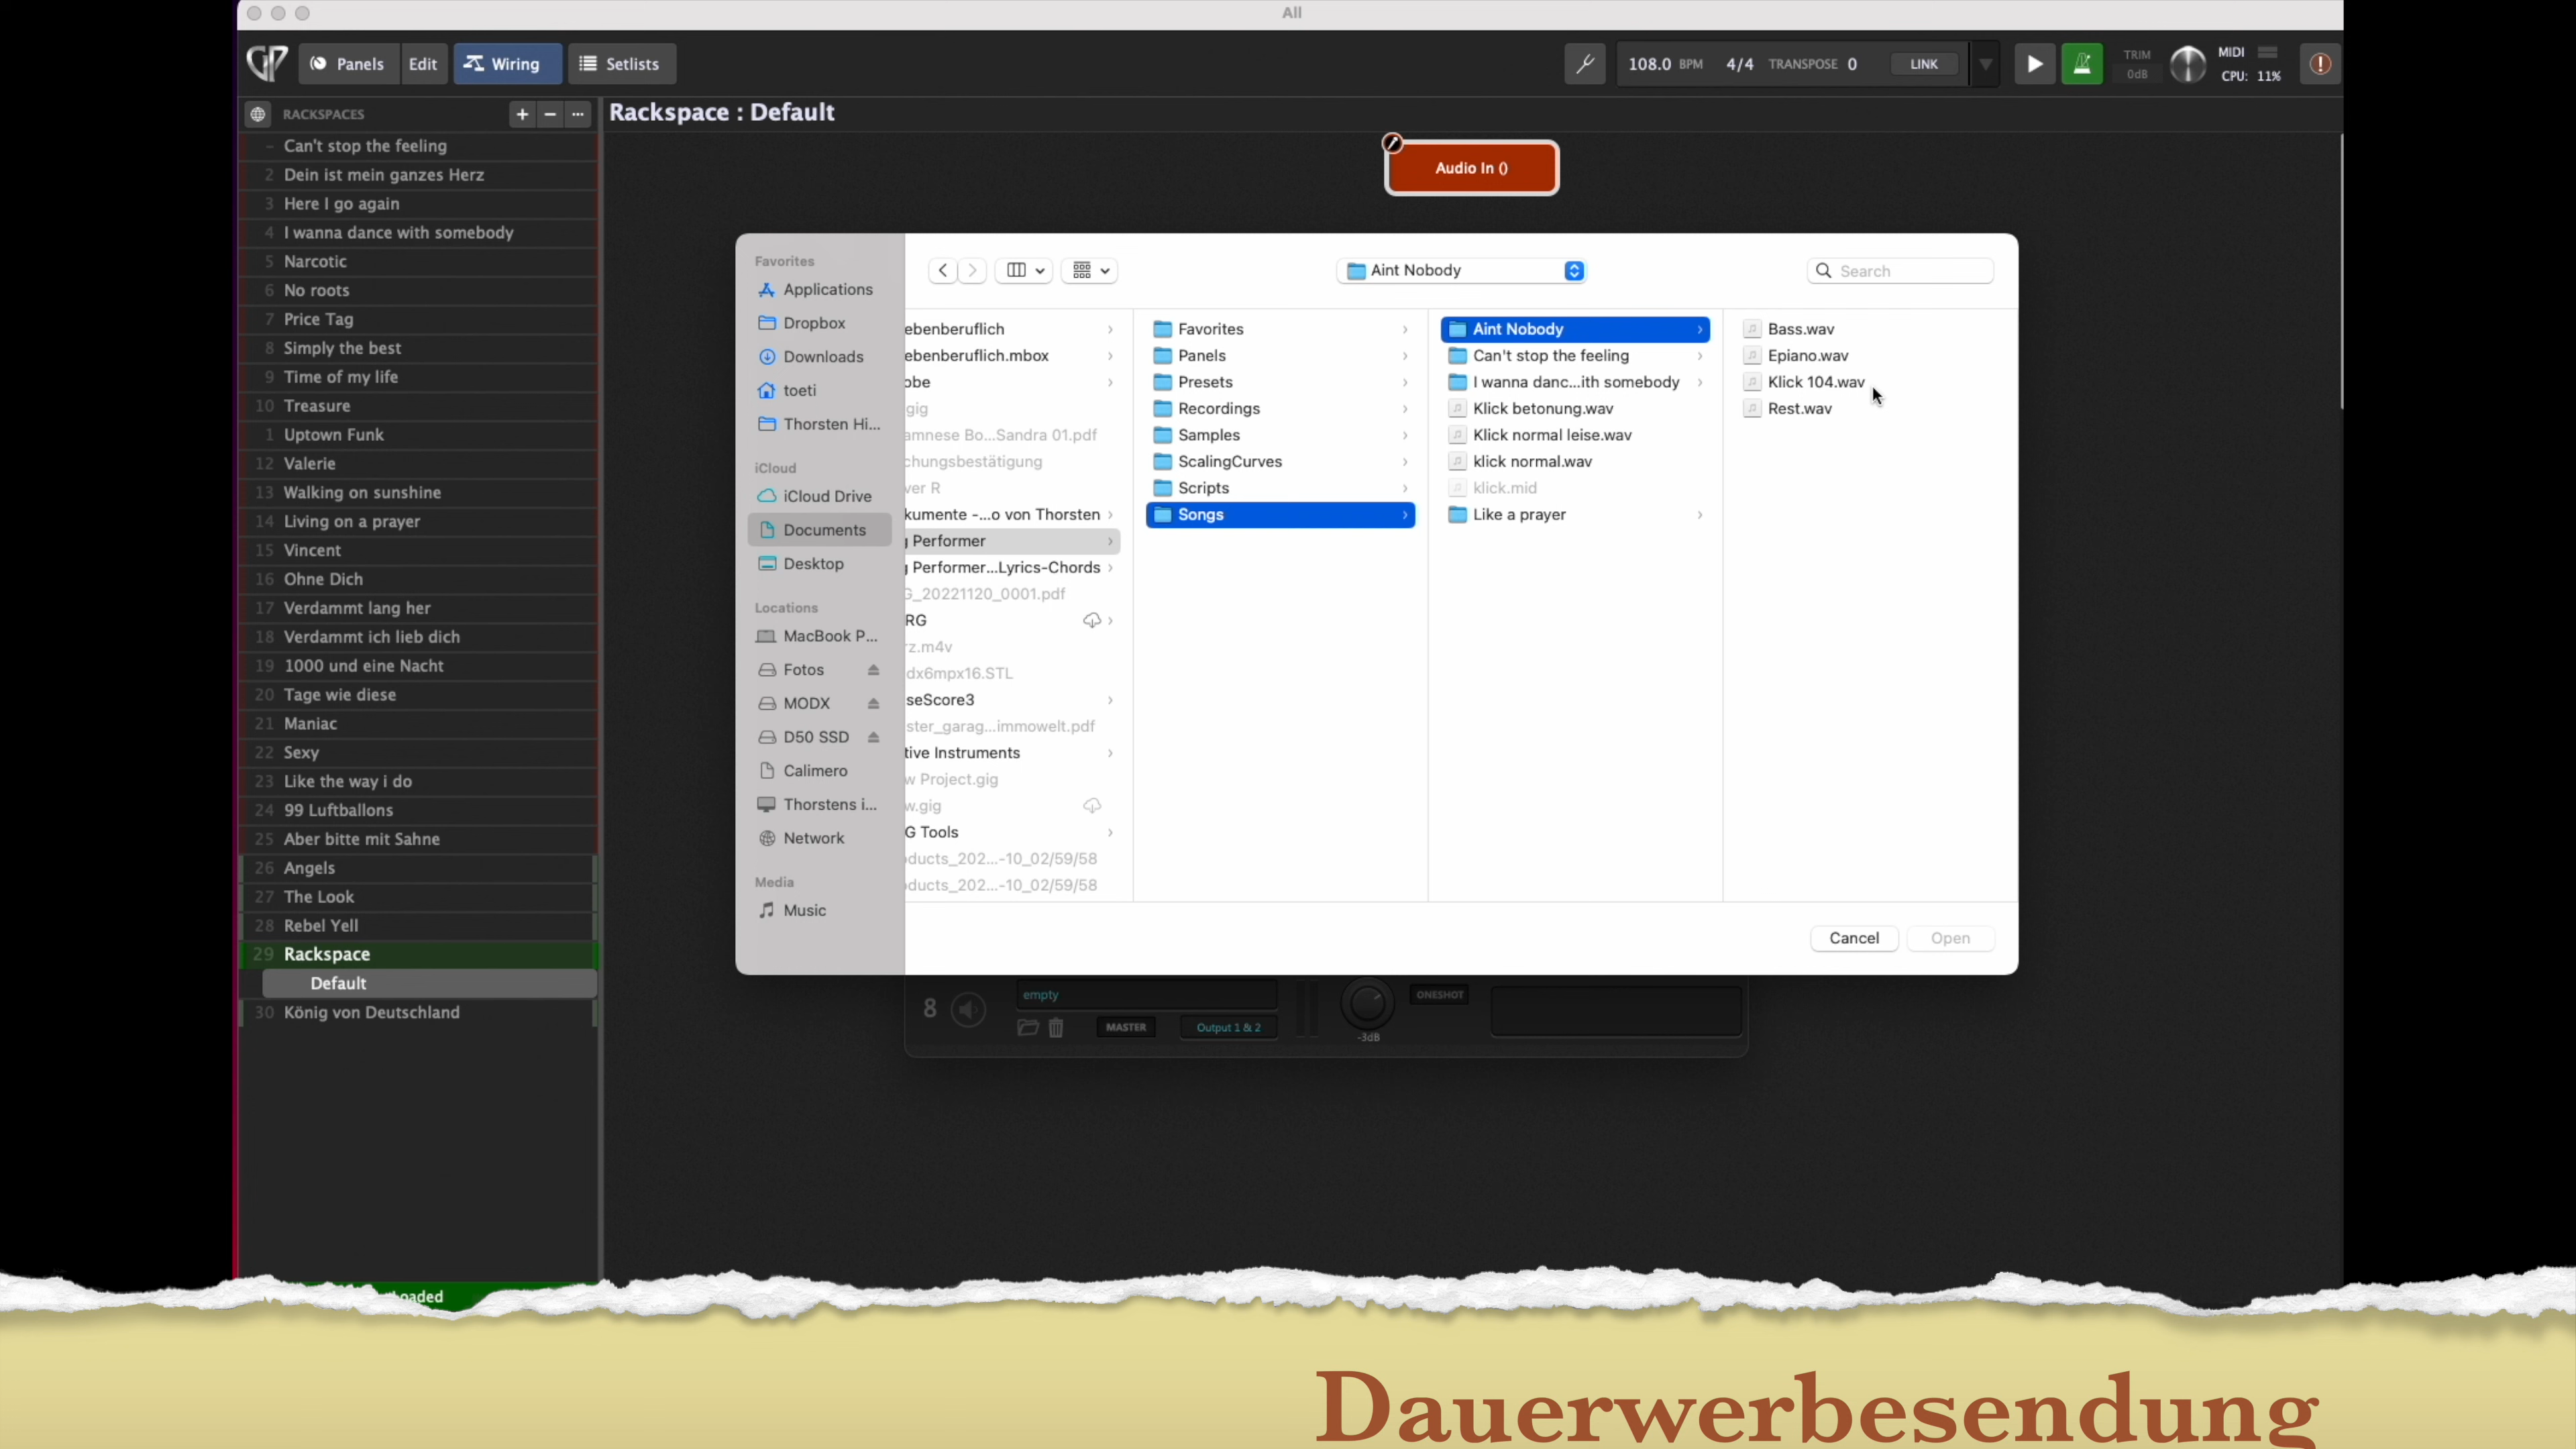 All
GP Panels Edit Wiring Setlists 108.0 BPM 4/4 TRANSPOSE 0 LINK TRIM 0dB MIDI CPU: 11%
RACKSPACES + − ...
Rackspace : Default
- Can't stop the feeling
2 Dein ist mein ganzes Herz
3 Here I go again
4 I wanna dance with somebody
5 Narcotic
6 No roots
7 Price Tag
8 Simply the best
9 Time of my life
10 Treasure
1 Uptown Funk
12 Valerie
13 Walking on sunshine
14 Living on a prayer
15 Vincent
16 Ohne Dich
17 Verdammt lang her
18 Verdammt ich lieb dich
19 1000 und eine Nacht
20 Tage wie diese
21 Maniac
22 Sexy
23 Like the way i do
24 99 Luftballons
25 Aber bitte mit Sahne
26 Angels
27 The Look
28 Rebel Yell
29 Rackspace
Default
30 König von Deutschland
oaded
Audio In ()
Favorites
Applications
Dropbox
Downloads
toeti
Thorsten Hi...
iCloud
iCloud Drive
Documents
Desktop
Locations
MacBook P...
Fotos
MODX
D50 SSD
Calimero
Thorstens i...
Network
Media
Music
Aint Nobody
Search
ebenberuflich
ebenberuflich.mbox
obe
gig
amnese Bo...Sandra 01.pdf
chungsbestätigung
ver R
kumente -...o von Thorsten
g Performer
g Performer...Lyrics-Chords
G_20221120_0001.pdf
RG
rz.m4v
dx6mpx16.STL
seScore3
ster_garag...immowelt.pdf
tive Instruments
w Project.gig
w.gig
G Tools
oducts_202...-10_02/59/58
oducts_202...-10_02/59/58
Favorites
Panels
Presets
Recordings
Samples
ScalingCurves
Scripts
Songs
Aint Nobody
Can't stop the feeling
I wanna danc...ith somebody
Klick betonung.wav
Klick normal leise.wav
klick normal.wav
klick.mid
Like a prayer
Bass.wav
Epiano.wav
Klick 104.wav
Rest.wav
Cancel Open
8 empty ONESHOT
MASTER Output 1 & 2 -3dB
Dauerwerbesendung